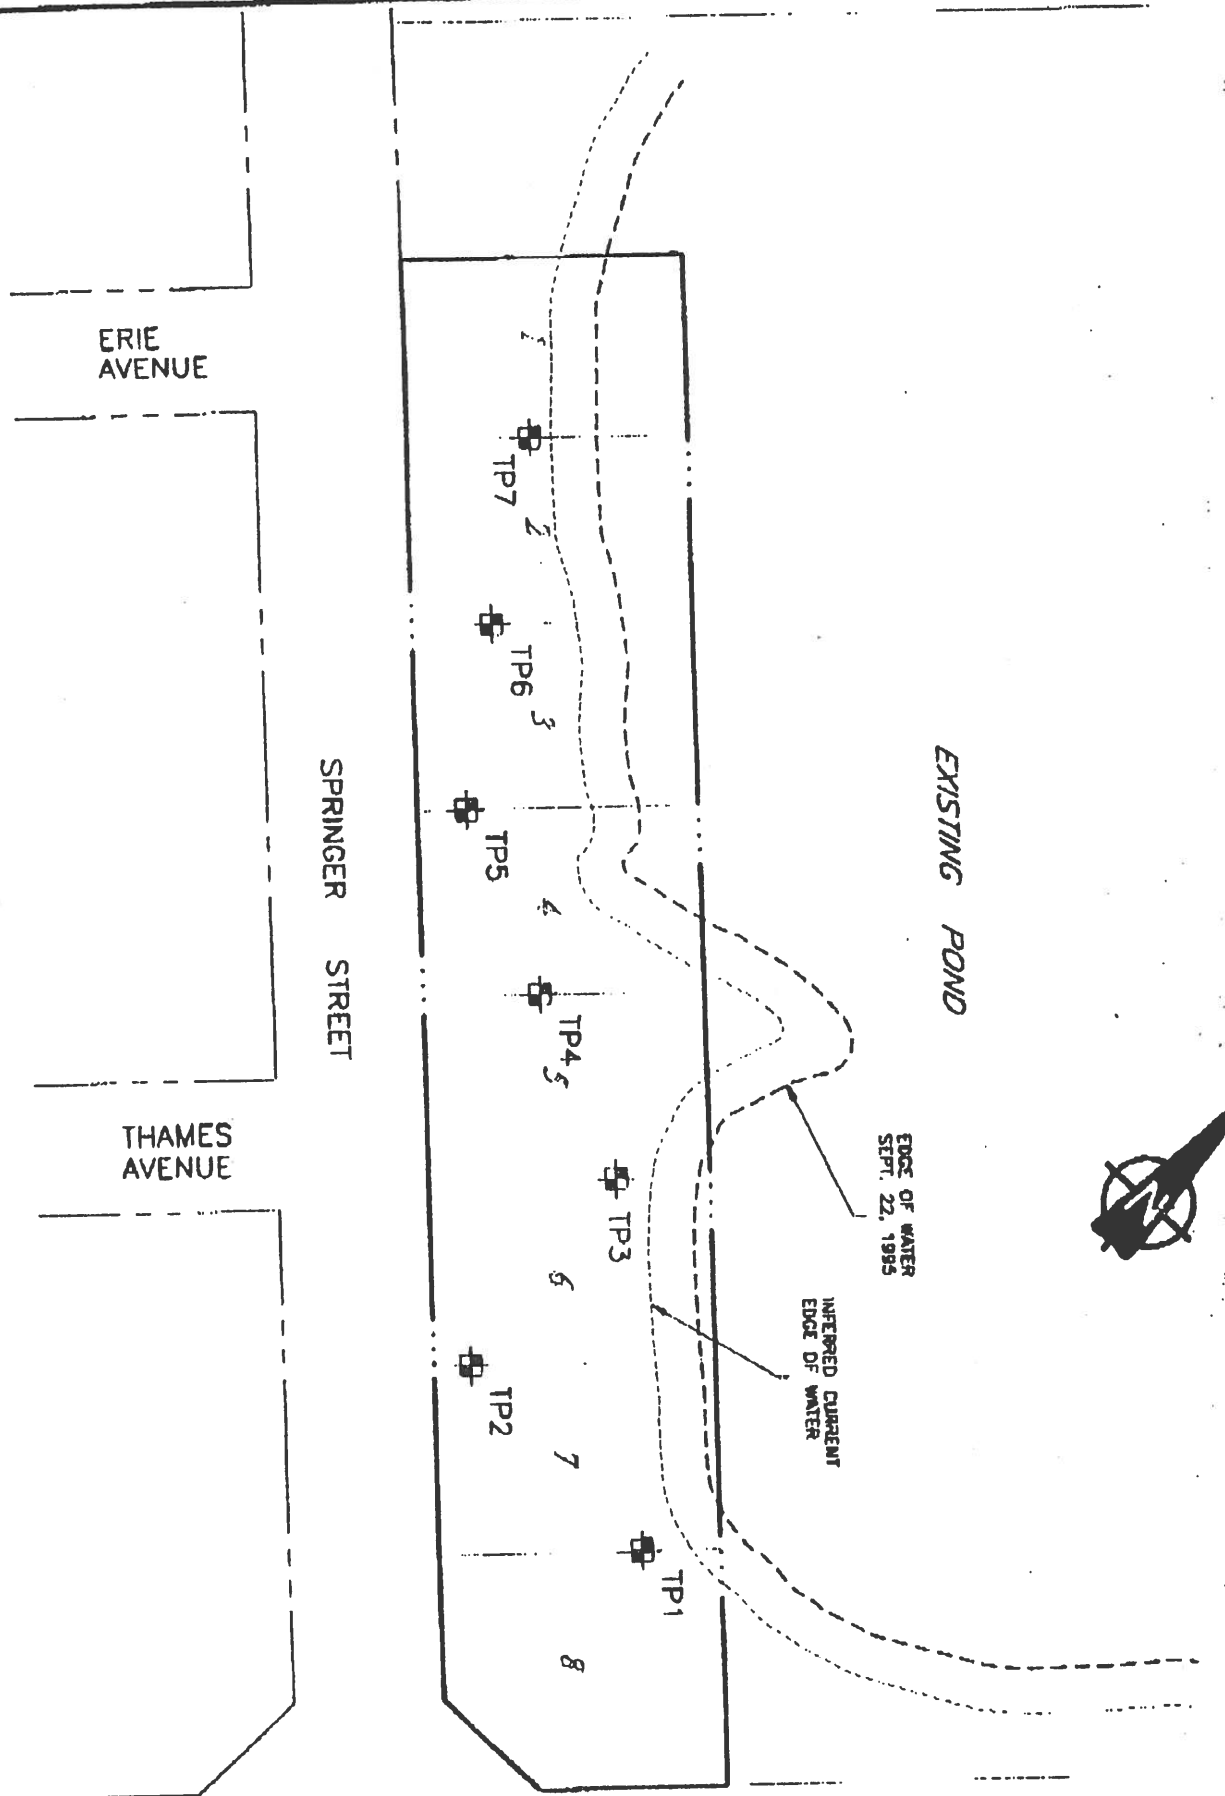 ERIE
AVENUE
1
TP7
2
TP6
3
SPRINGER STREET
TP5
4
EXISTING POND
TP4
5
THAMES
AVENUE
EDGE OF WATER
SEPT. 22, 1995
TP3
6
INFERRED CURRENT
EDGE OF WATER
TP2
7
TP1
8